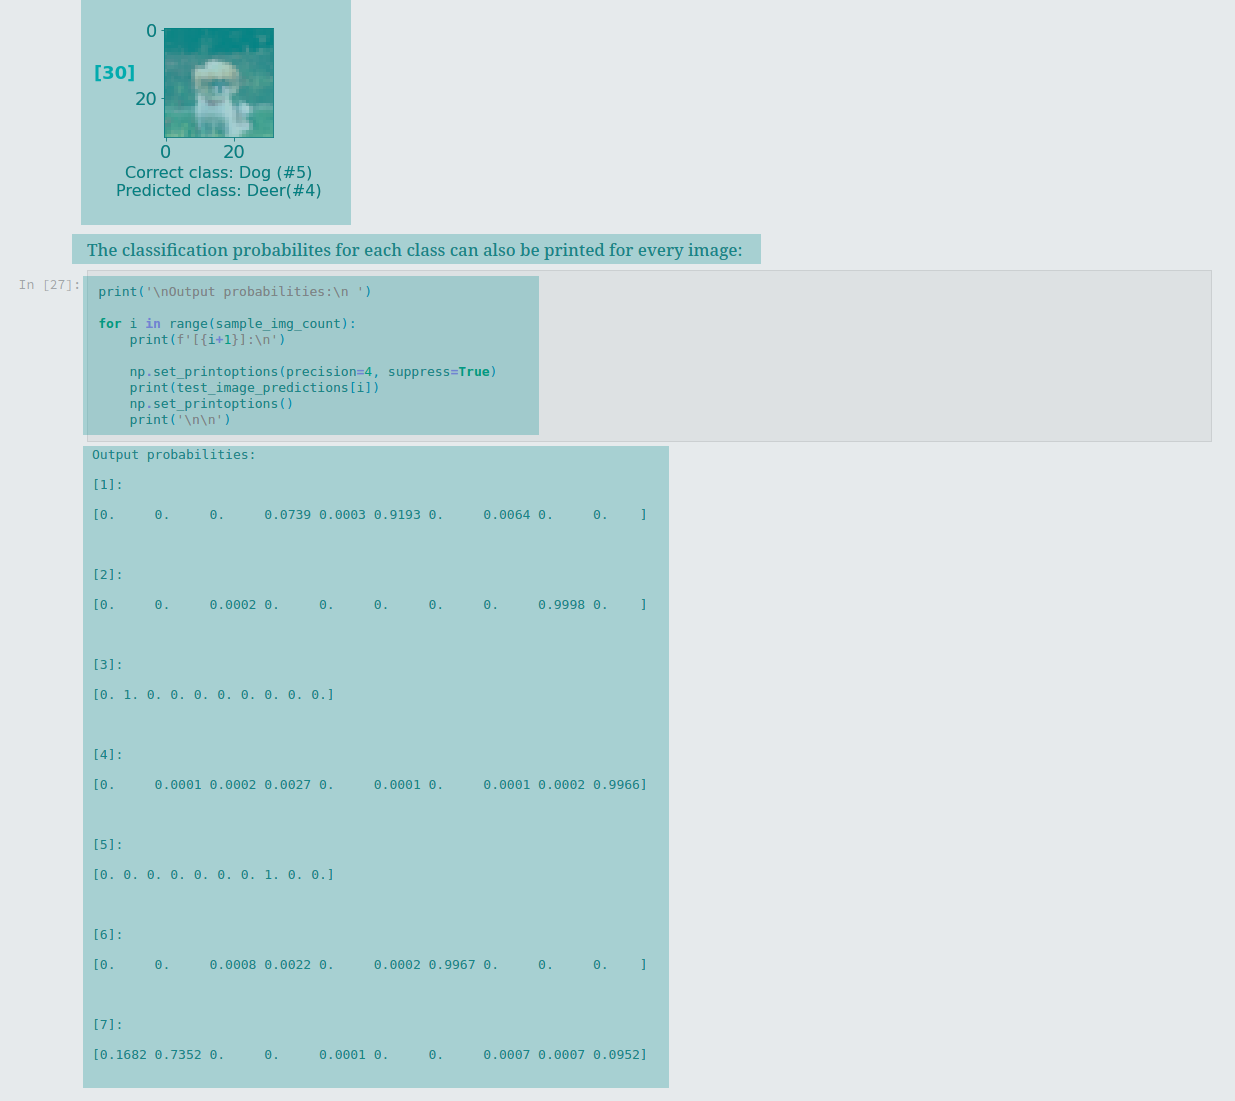 0
[30]
20
0 20
Correct class: Dog (#5)
Predicted class: Deer(#4)
The classification probabilites for each class can also be printed for every image:
In [27]:
print('\nOutput probabilities:\n ')
for i in range(sample_img_count):
    print(f'[{i+1}]:\n')
    np.set_printoptions(precision=4, suppress=True)
    print(test_image_predictions[i])
    np.set_printoptions()
    print('\n\n')
Output probabilities:
[1]:
[0.     0.     0.     0.0739 0.0003 0.9193 0.     0.0064 0.     0.    ]
[2]:
[0.     0.     0.0002 0.     0.     0.     0.     0.     0.9998 0.    ]
[3]:
[0. 1. 0. 0. 0. 0. 0. 0. 0. 0.]
[4]:
[0.     0.0001 0.0002 0.0027 0.     0.0001 0.     0.0001 0.0002 0.9966]
[5]:
[0. 0. 0. 0. 0. 0. 0. 1. 0. 0.]
[6]:
[0.     0.     0.0008 0.0022 0.     0.0002 0.9967 0.     0.     0.    ]
[7]:
[0.1682 0.7352 0.     0.     0.0001 0.     0.     0.0007 0.0007 0.0952]